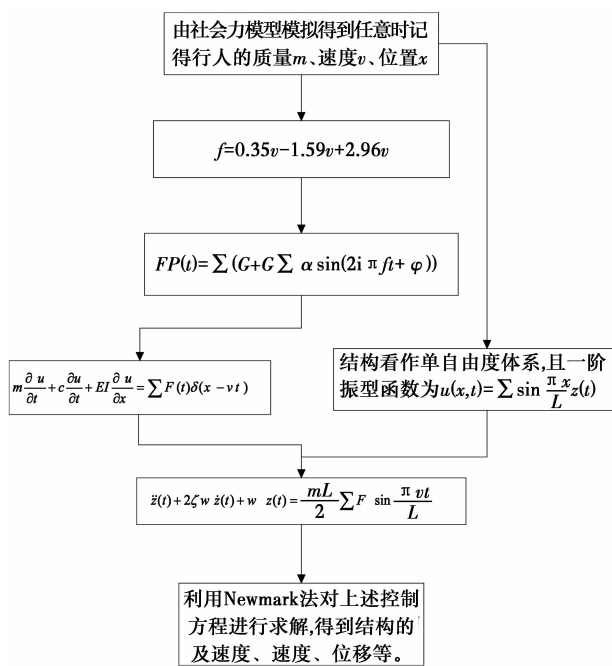 由社会力模型模拟得到任意时记
得行人的质量m、速度v、位置x
f=0.35v-1.59v+2.96v
FP(t)=∑(G+G∑ α sin(2i π ft+ φ))
m∂ u/∂t+c∂u/∂t+EI∂ u/∂x=∑F(t)δ(x-vt)
结构看作单自由度体系,且一阶
振型函数为u(x,t)=∑ sin πx/L z(t)
z̈(t)+2ζw ż(t)+w z(t)=mL/2 ∑F sin π vt/L
利用Newmark法对上述控制
方程进行求解,得到结构的
及速度、速度、位移等。